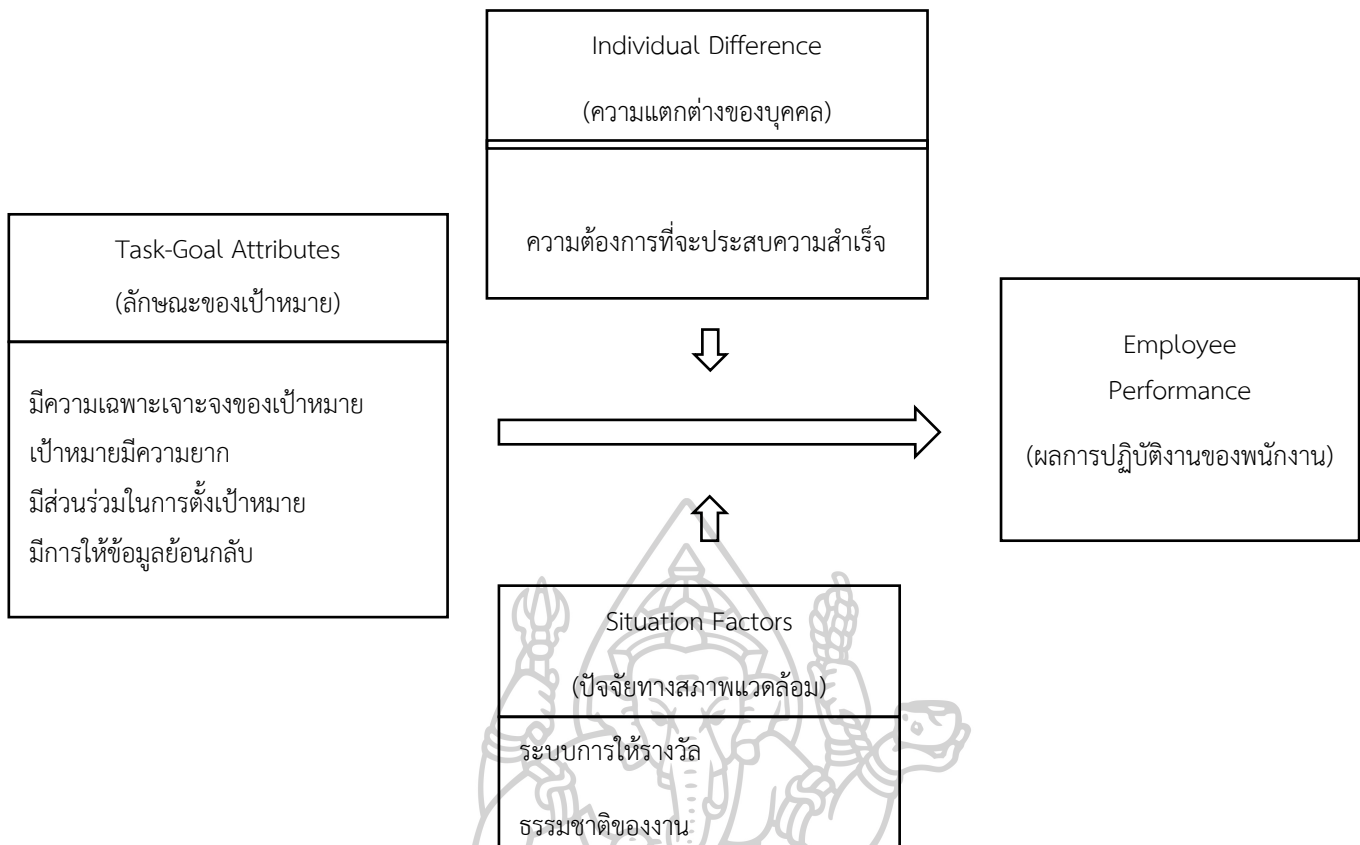 Individual Difference
(ความแตกต่างของบุคคล)
ความต้องการที่จะประสบความสำเร็จ
Task-Goal Attributes
(ลักษณะของเป้าหมาย)
มีความเฉพาะเจาะจงของเป้าหมาย
เป้าหมายมีความยาก
มีส่วนร่วมในการตั้งเป้าหมาย
มีการให้ข้อมูลย้อนกลับ
Employee
Performance
(ผลการปฏิบัติงานของพนักงาน)
Situation Factors
(ปัจจัยทางสภาพแวดล้อม)
ระบบการให้รางวัล
ธรรมชาติของงาน